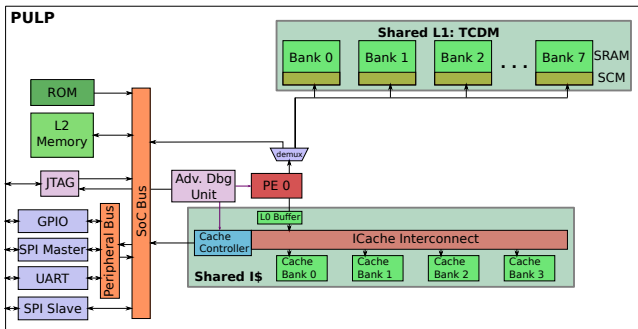 PULP
Shared L1: TCDM
Bank 0
Bank 1
Bank 2
. . .
Bank 7
SRAM
SCM
ROM
L2
Memory
JTAG
GPIO
SPI Master
UART
SPI Slave
Peripheral Bus
SoC Bus
Adv. Dbg
Unit
demux
PE 0
L0 Buffer
Cache
Controller
ICache Interconnect
Shared I$
Cache
Bank 0
Cache
Bank 1
Cache
Bank 2
Cache
Bank 3